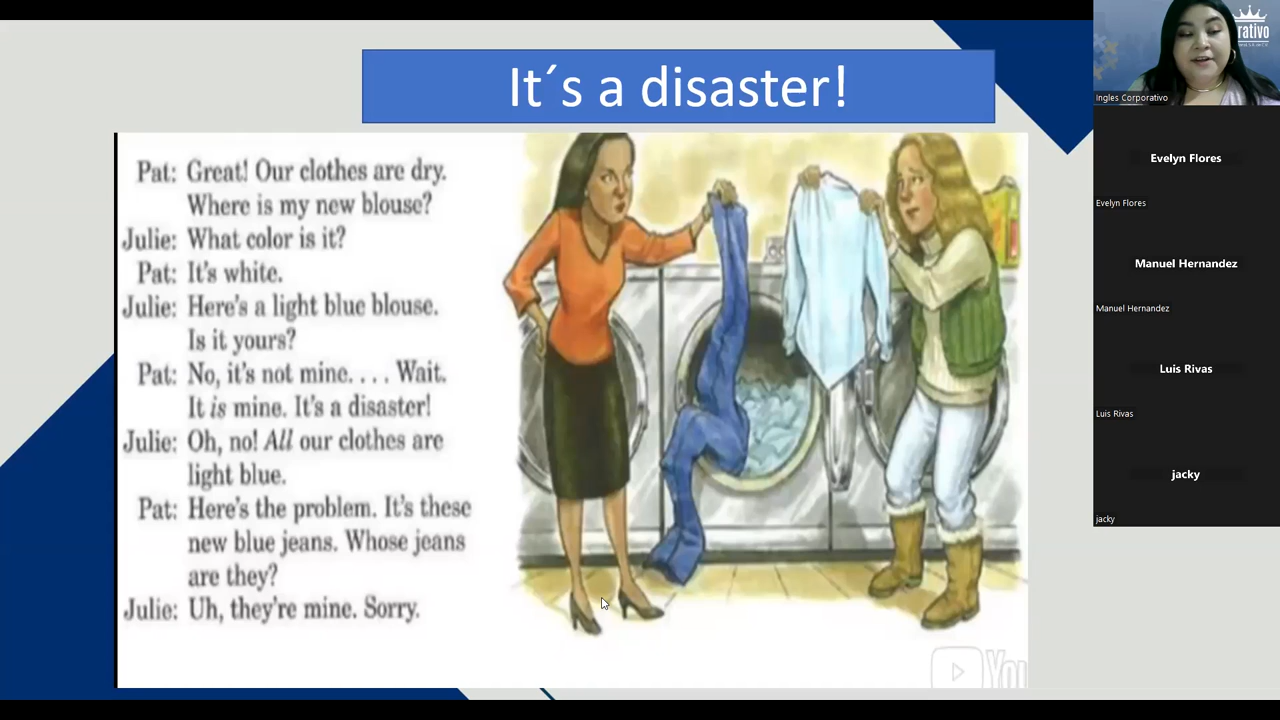 It´s a disaster!
Pat: Great! Our clothes are dry.
Where is my new blouse?
Julie: What color is it?
Pat: It's white.
Julie: Here's a light blue blouse.
Is it yours?
Pat: No, it's not mine. . . . Wait.
It is mine. It's a disaster!
Julie: Oh, no! All our clothes are
light blue.
Pat: Here's the problem. It's these
new blue jeans. Whose jeans
are they?
Julie: Uh, they're mine. Sorry.
You
rativo
Ingles Corporativo
Evelyn Flores
Evelyn Flores
Manuel Hernandez
Manuel Hernandez
Luis Rivas
Luis Rivas
jacky
jacky